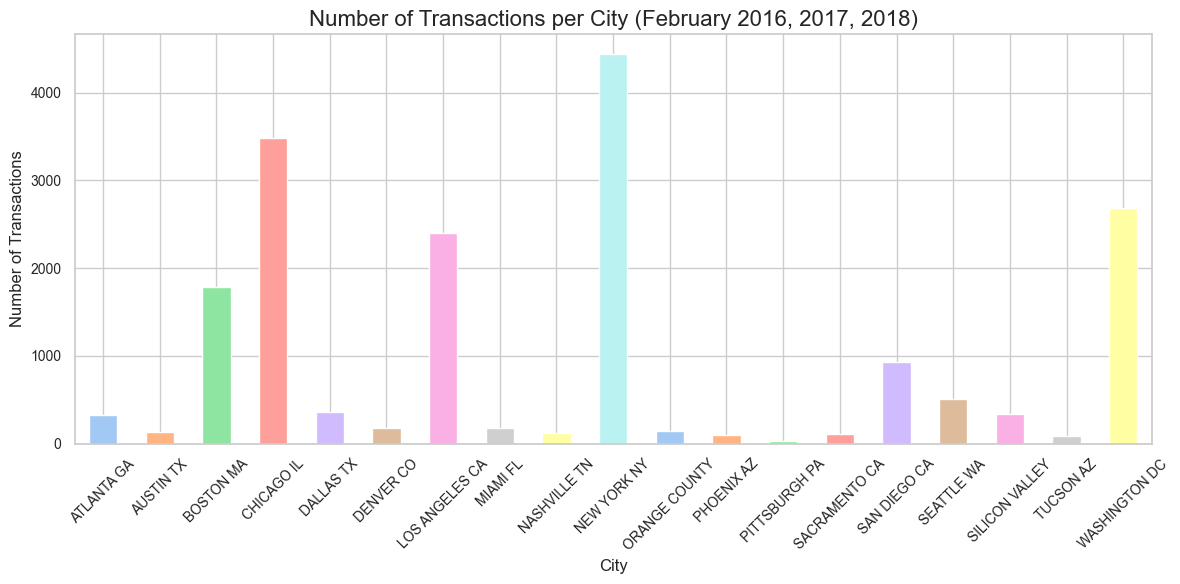 Number of Transactions per City (February 2016, 2017, 2018)
Number of Transactions
4000
3000
2000
1000
0
ATLANTA GA
AUSTIN TX
BOSTON MA
CHICAGO IL
DALLAS TX
DENVER CO
LOS ANGELES CA
MIAMI FL
NASHVILLE TN
NEW YORK NY
ORANGE COUNTY
PHOENIX AZ
PITTSBURGH PA
SACRAMENTO CA
SAN DIEGO CA
SEATTLE WA
SILICON VALLEY
TUCSON AZ
WASHINGTON DC
City